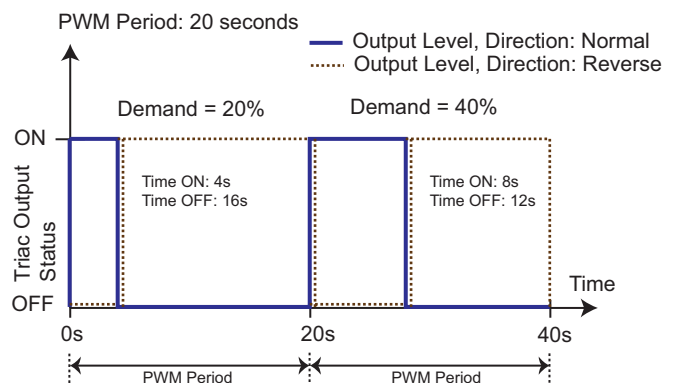 PWM Period: 20 seconds
Output Level, Direction: Normal
Output Level, Direction: Reverse
Demand = 20%
Demand = 40%
ON
Time ON: 4s
Time OFF: 16s
Time ON: 8s
Time OFF: 12s
Triac Output
Status
OFF
Time
0s
20s
40s
PWM Period
PWM Period